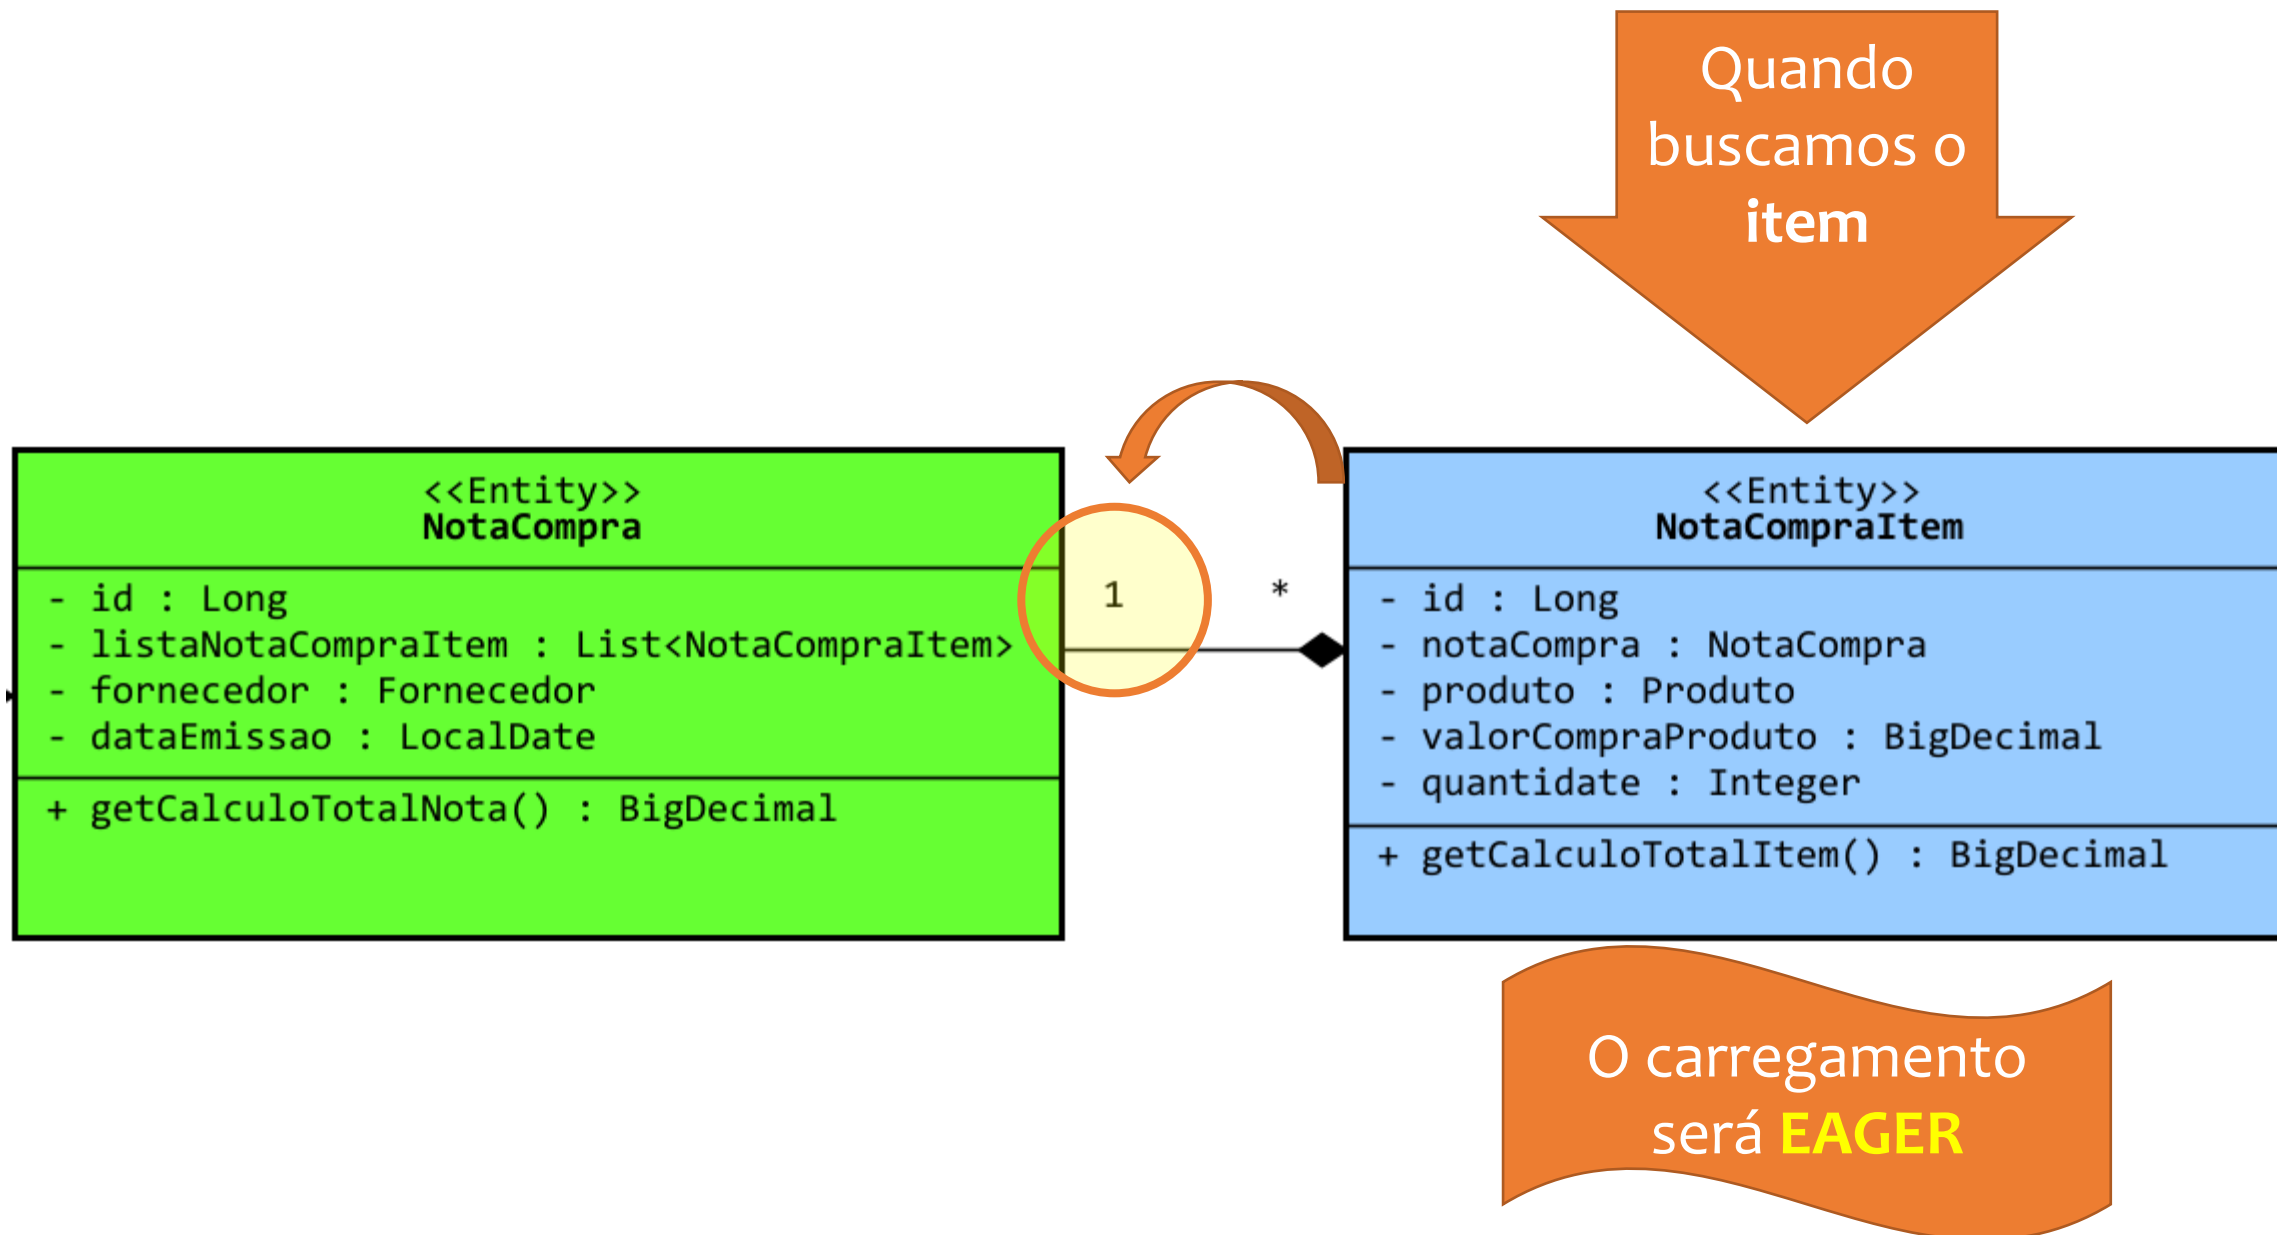 Quando
buscamos o
item
<<Entity>>
NotaCompra
- id : Long
- listaNotaCompraItem : List<NotaCompraItem>
- fornecedor : Fornecedor
- dataEmissao : LocalDate
+ getCalculoTotalNota() : BigDecimal
1
*
<<Entity>>
NotaCompraItem
- id : Long
- notaCompra : NotaCompra
- produto : Produto
- valorCompraProduto : BigDecimal
- quantidate : Integer
+ getCalculoTotalItem() : BigDecimal
O carregamento
será EAGER